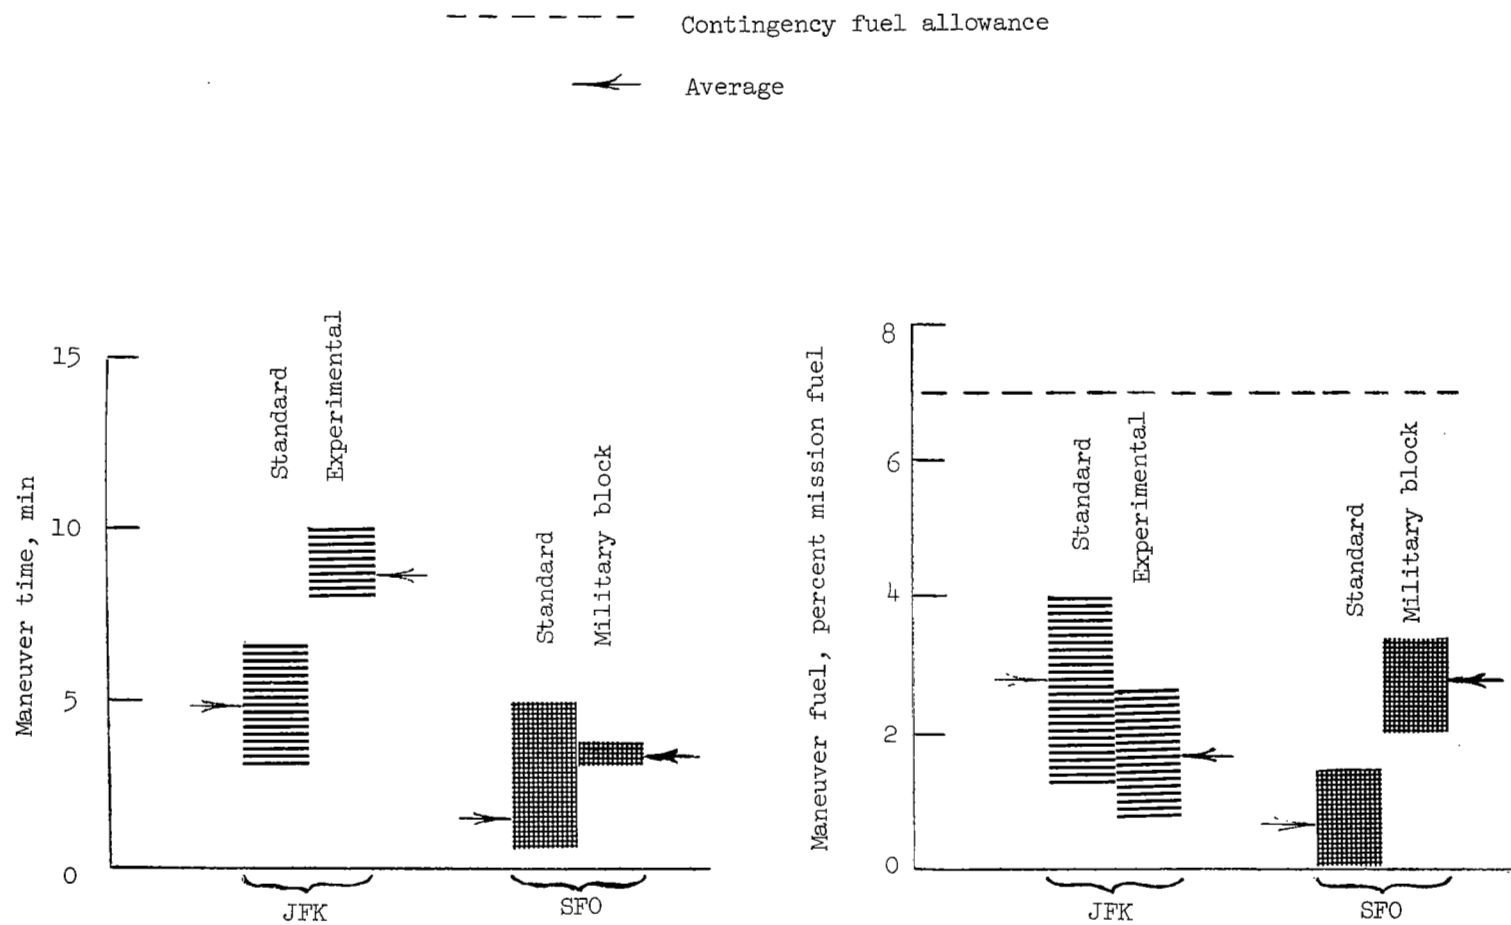 Contingency fuel allowance
Average
Maneuver time, min
15
10
5
0
Standard
Experimental
Standard
Military block
JFK
SFO
Maneuver fuel, percent mission fuel
8
6
4
2
0
Standard
Experimental
Standard
Military block
JFK
SFO